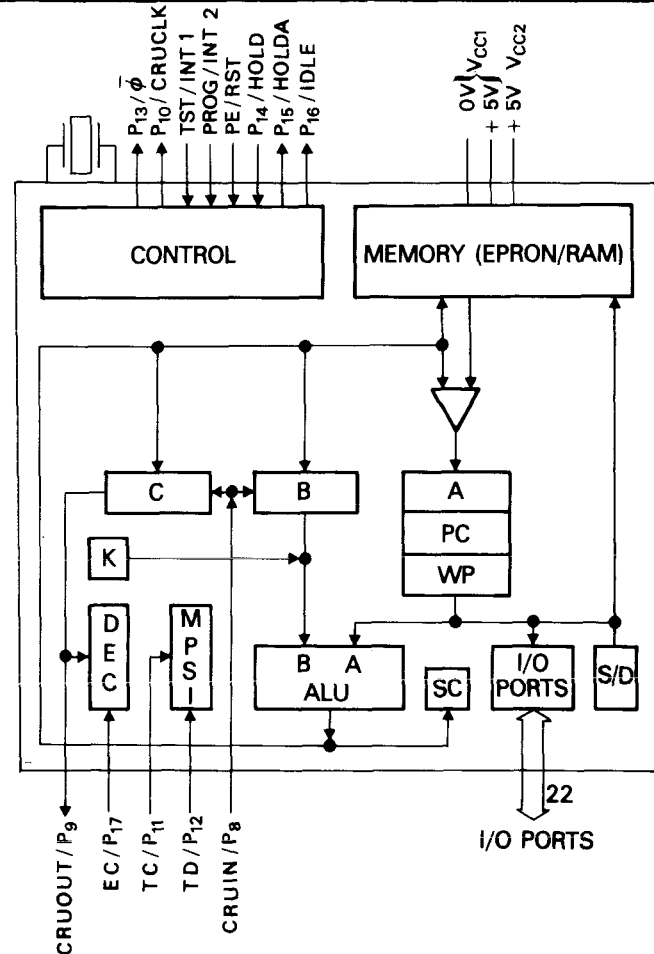 P13/φ̅
P10/CRUCLK
TST/INT 1
PROG/INT 2
PE/RST
P14/HOLD
P15/HOLDA
P16/IDLE
0V} VCC1
+ 5V}
+ 5V VCC2
CONTROL
MEMORY (EPRON/RAM)
C
B
A
PC
WP
K
DEC
MPSI
B A
ALU
SC
I/O
PORTS
S/D
22
I/O PORTS
CRUOUT/P9
EC/P17
TC/P11
TD/P12
CRUIN/P8